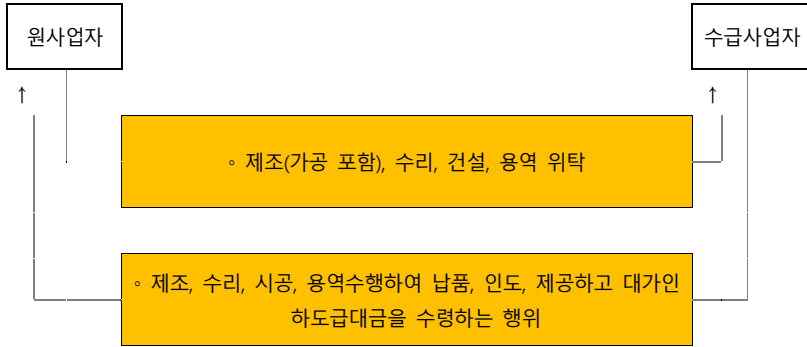 원사업자
수급사업자
↑
↑
◦ 제조(가공 포함), 수리, 건설, 용역 위탁
◦ 제조, 수리, 시공, 용역수행하여 납품, 인도, 제공하고 대가인
하도급대금을 수령하는 행위